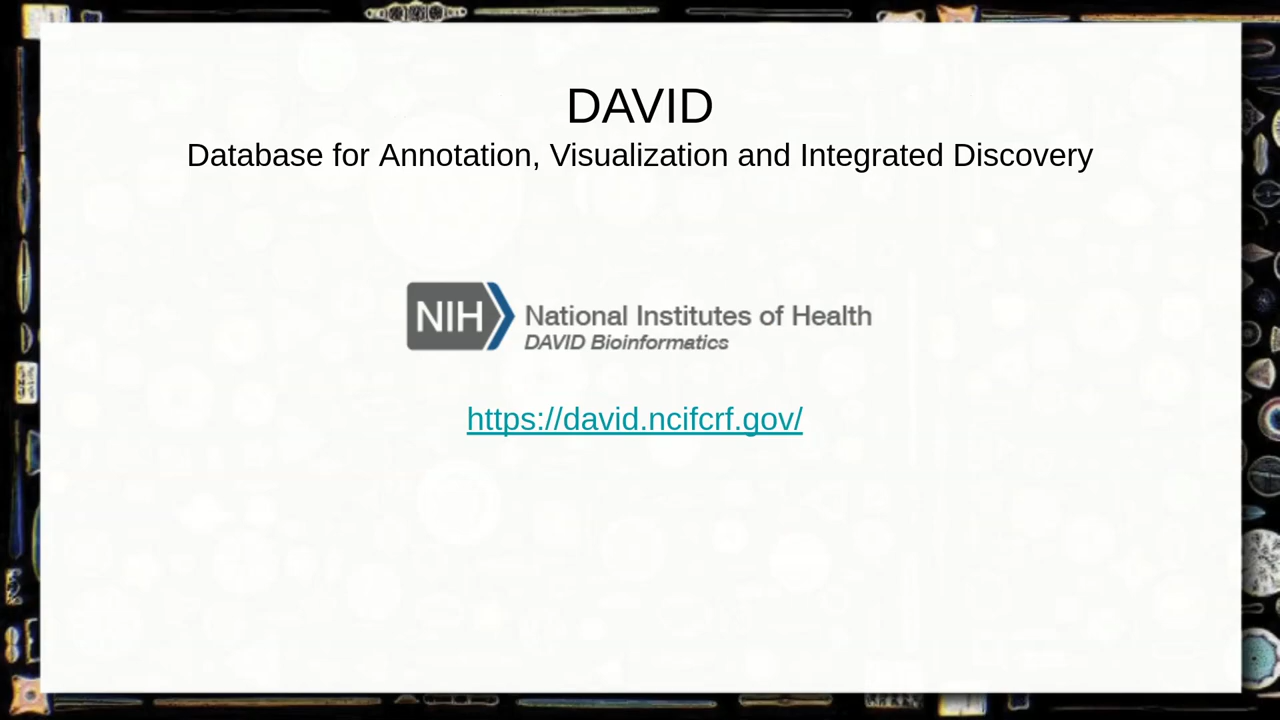 DAVID
Database for Annotation, Visualization and Integrated Discovery
NIH National Institutes of Health
DAVID Bioinformatics
https://david.ncifcrf.gov/